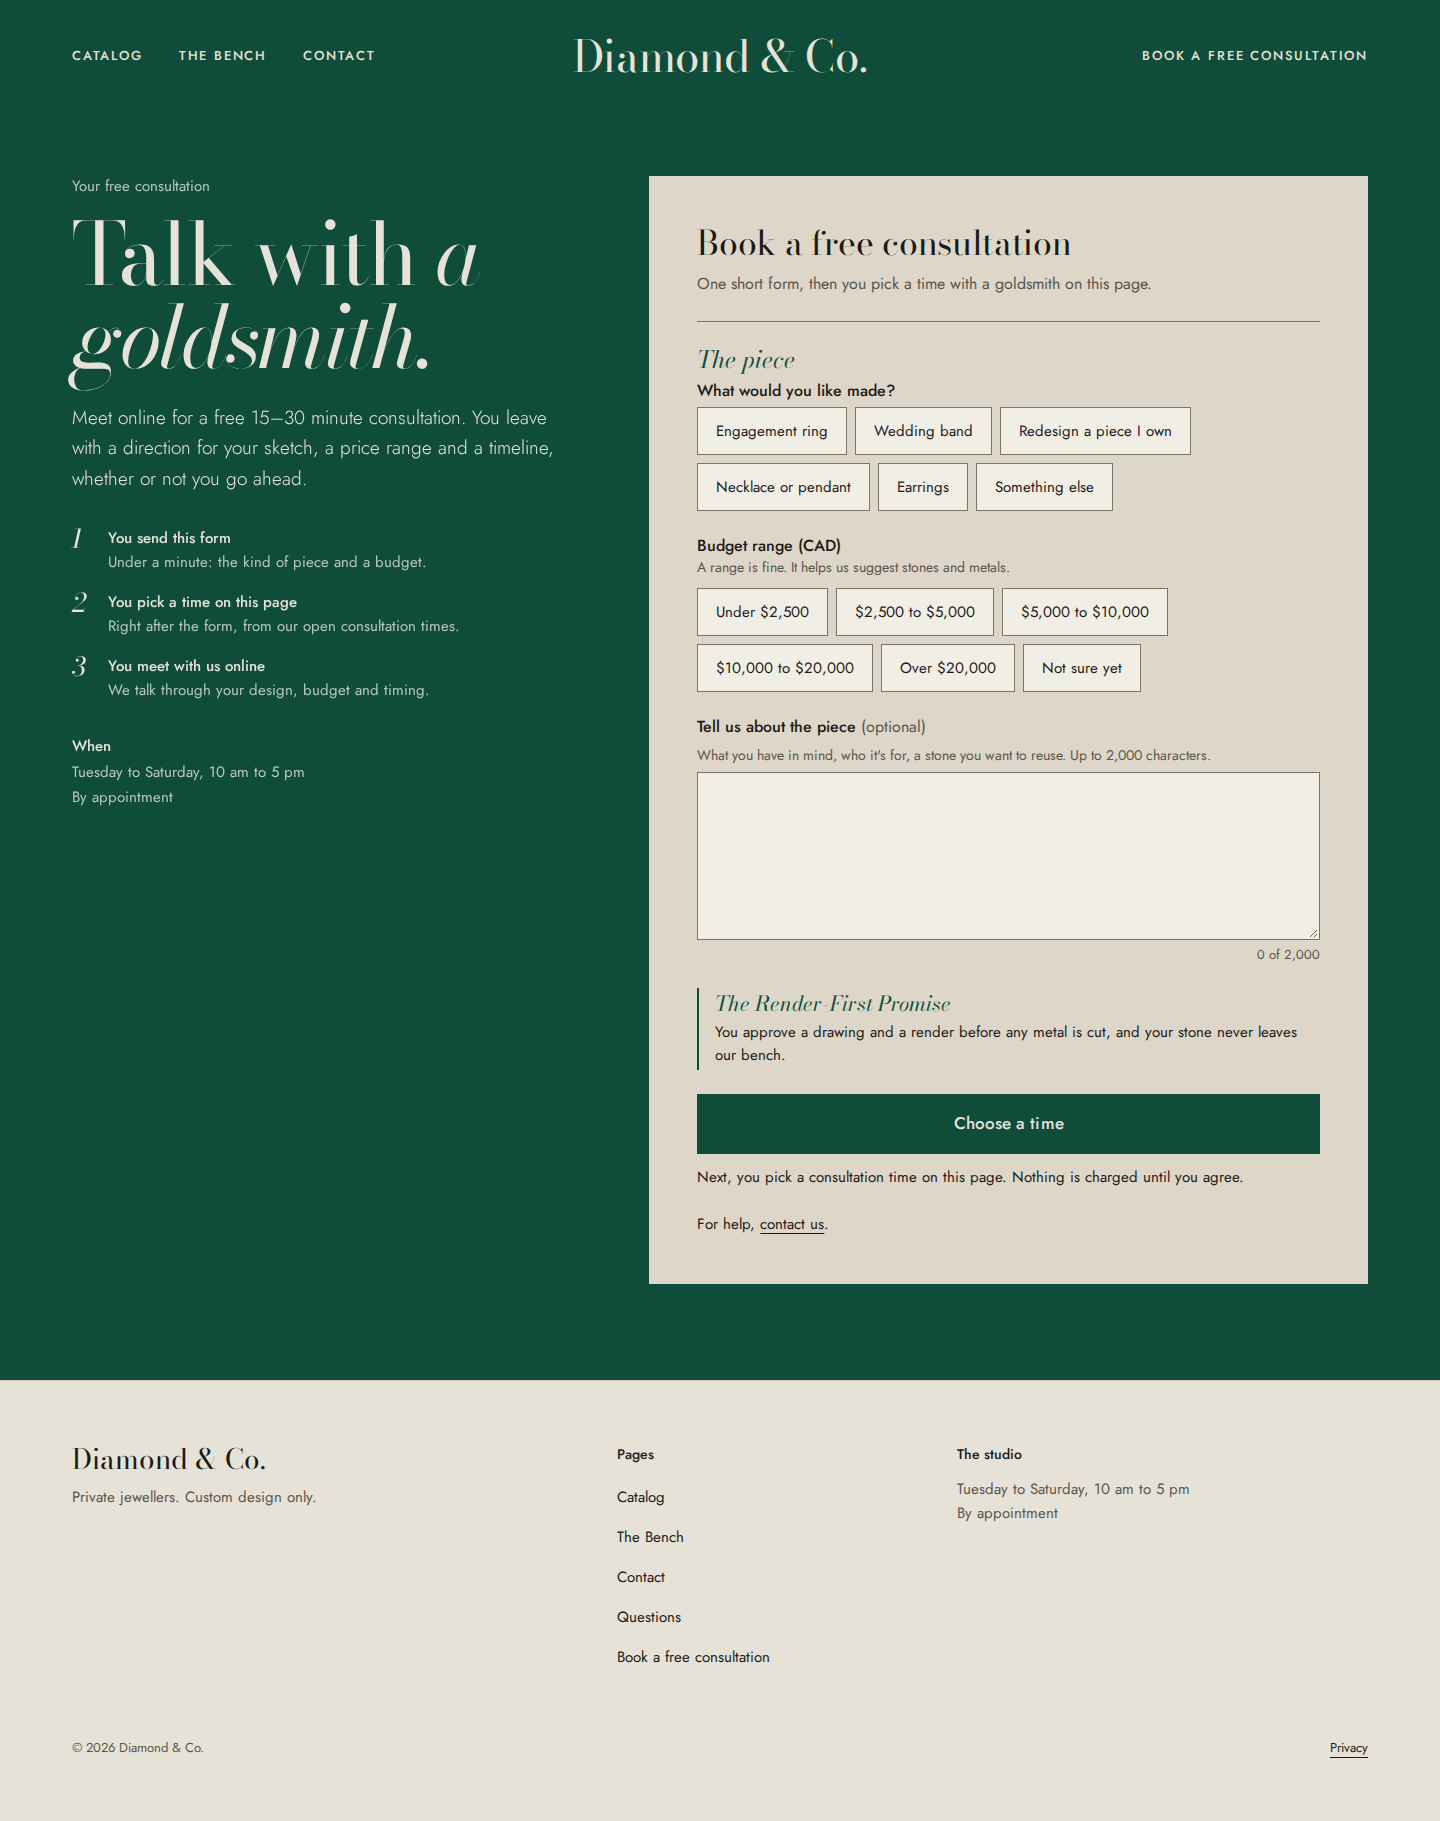 CATALOG THE BENCH CONTACT Diamond & Co. BOOK A FREE CONSULTATION
Your free consultation
Talk with a
goldsmith.
Meet online for a free 15–30 minute consultation. You leave
with a direction for your sketch, a price range and a timeline,
whether or not you go ahead.
1 You send this form
Under a minute: the kind of piece and a budget.
2 You pick a time on this page
Right after the form, from our open consultation times.
3 You meet with us online
We talk through your design, budget and timing.
When
Tuesday to Saturday, 10 am to 5 pm
By appointment
Book a free consultation
One short form, then you pick a time with a goldsmith on this page.
The piece
What would you like made?
Engagement ring Wedding band Redesign a piece I own
Necklace or pendant Earrings Something else
Budget range (CAD)
A range is fine. It helps us suggest stones and metals.
Under $2,500 $2,500 to $5,000 $5,000 to $10,000
$10,000 to $20,000 Over $20,000 Not sure yet
Tell us about the piece (optional)
What you have in mind, who it's for, a stone you want to reuse. Up to 2,000 characters.
0 of 2,000
The Render-First Promise
You approve a drawing and a render before any metal is cut, and your stone never leaves
our bench.
Choose a time
Next, you pick a consultation time on this page. Nothing is charged until you agree.
For help, contact us.
Diamond & Co.
Private jewellers. Custom design only.
Pages
Catalog
The Bench
Contact
Questions
Book a free consultation
The studio
Tuesday to Saturday, 10 am to 5 pm
By appointment
© 2026 Diamond & Co.
Privacy